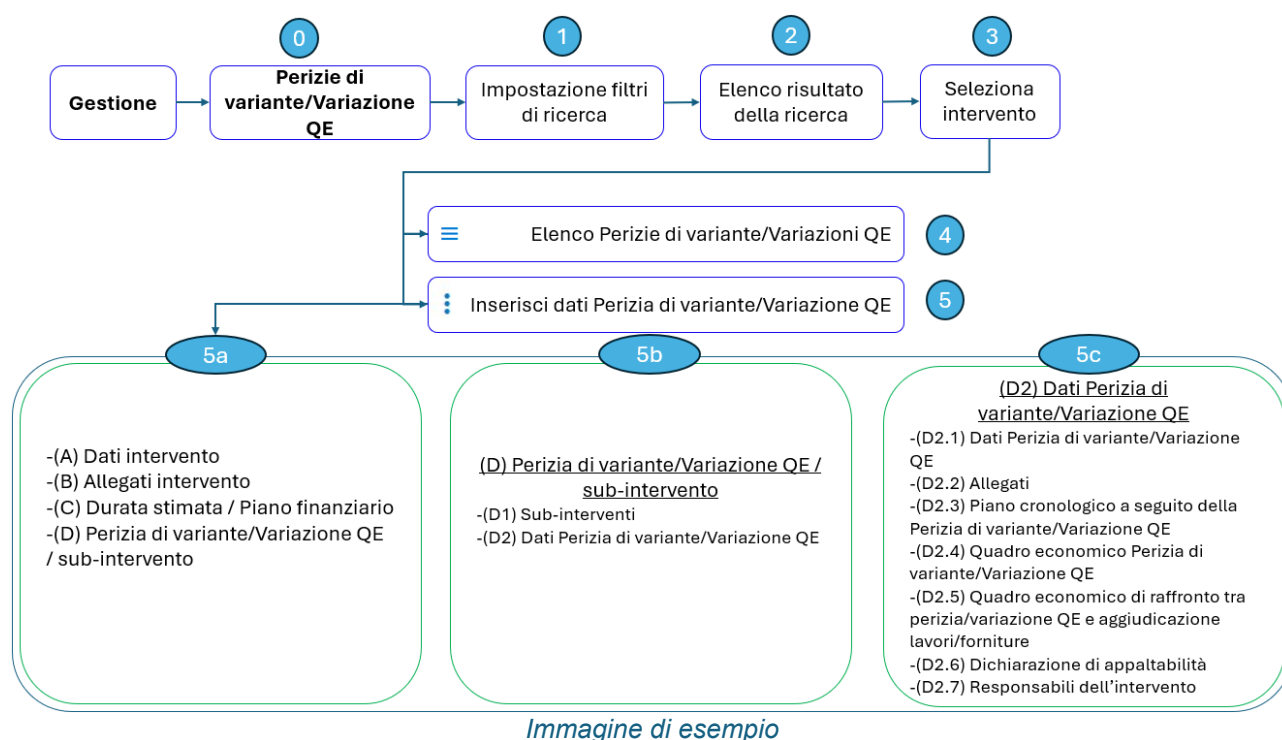 0
1
2
3
Gestione
Perizie di
variante/Variazione
QE
Impostazione filtri
di ricerca
Elenco risultato
della ricerca
Seleziona
intervento
Elenco Perizie di variante/Variazioni QE
4
Inserisci dati Perizia di variante/Variazione QE
5
5a
-(A) Dati intervento
-(B) Allegati intervento
-(C) Durata stimata / Piano finanziario
-(D) Perizia di variante/Variazione QE
/ sub-intervento
5b
(D) Perizia di variante/Variazione QE /
sub-intervento
-(D1) Sub-interventi
-(D2) Dati Perizia di variante/Variazione QE
5c
(D2) Dati Perizia di
variante/Variazione QE
-(D2.1) Dati Perizia di variante/Variazione
QE
-(D2.2) Allegati
-(D2.3) Piano cronologico a seguito della
Perizia di variante/Variazione QE
-(D2.4) Quadro economico Perizia di
variante/Variazione QE
-(D2.5) Quadro economico di raffronto tra
perizia/variazione QE e aggiudicazione
lavori/forniture
-(D2.6) Dichiarazione di appaltabilità
-(D2.7) Responsabili dell’intervento
Immagine di esempio